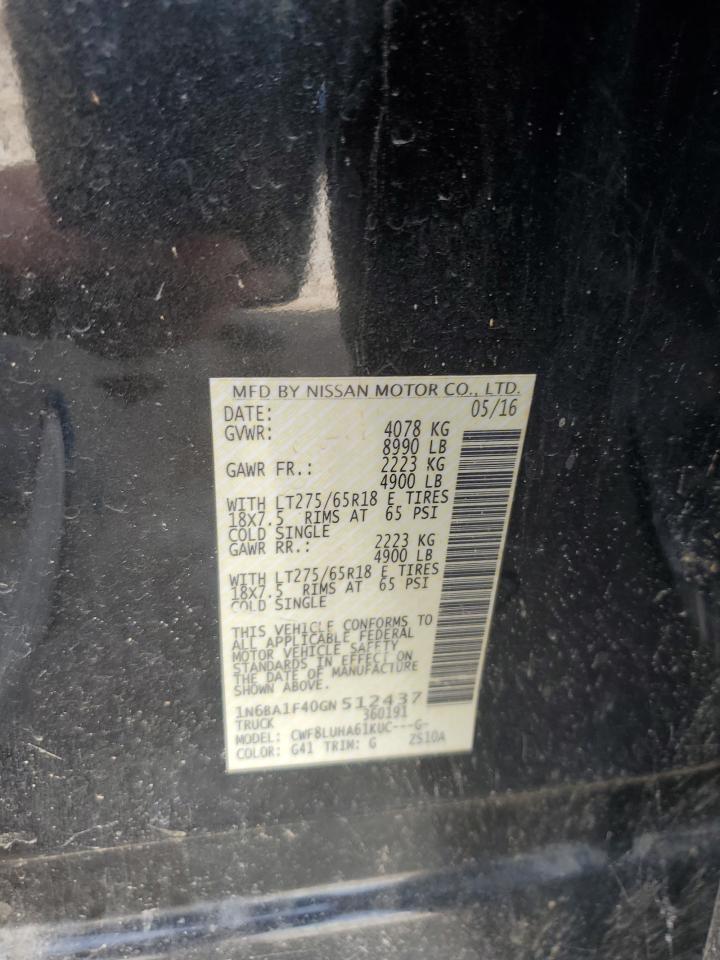 MFD BY NISSAN MOTOR CO., LTD.
DATE: 05/16
GVWR: 4078 KG
8990 LB
GAWR FR.: 2223 KG
4900 LB
WITH LT275/65R18 E TIRES
18X7.5 RIMS AT 65 PSI
COLD SINGLE
GAWR RR.: 2223 KG
4900 LB
WITH LT275/65R18 E TIRES
18X7.5 RIMS AT 65 PSI
COLD SINGLE
THIS VEHICLE CONFORMS TO
ALL APPLICABLE FEDERAL
MOTOR VEHICLE SAFETY
STANDARDS IN EFFECT ON
THE DATE OF MANUFACTURE
SHOWN ABOVE.
1N6BA1F40GN512437
TRUCK 360191
MODEL: CWF8LUHA61KUC---G-
COLOR: G41 TRIM: G ZS10A